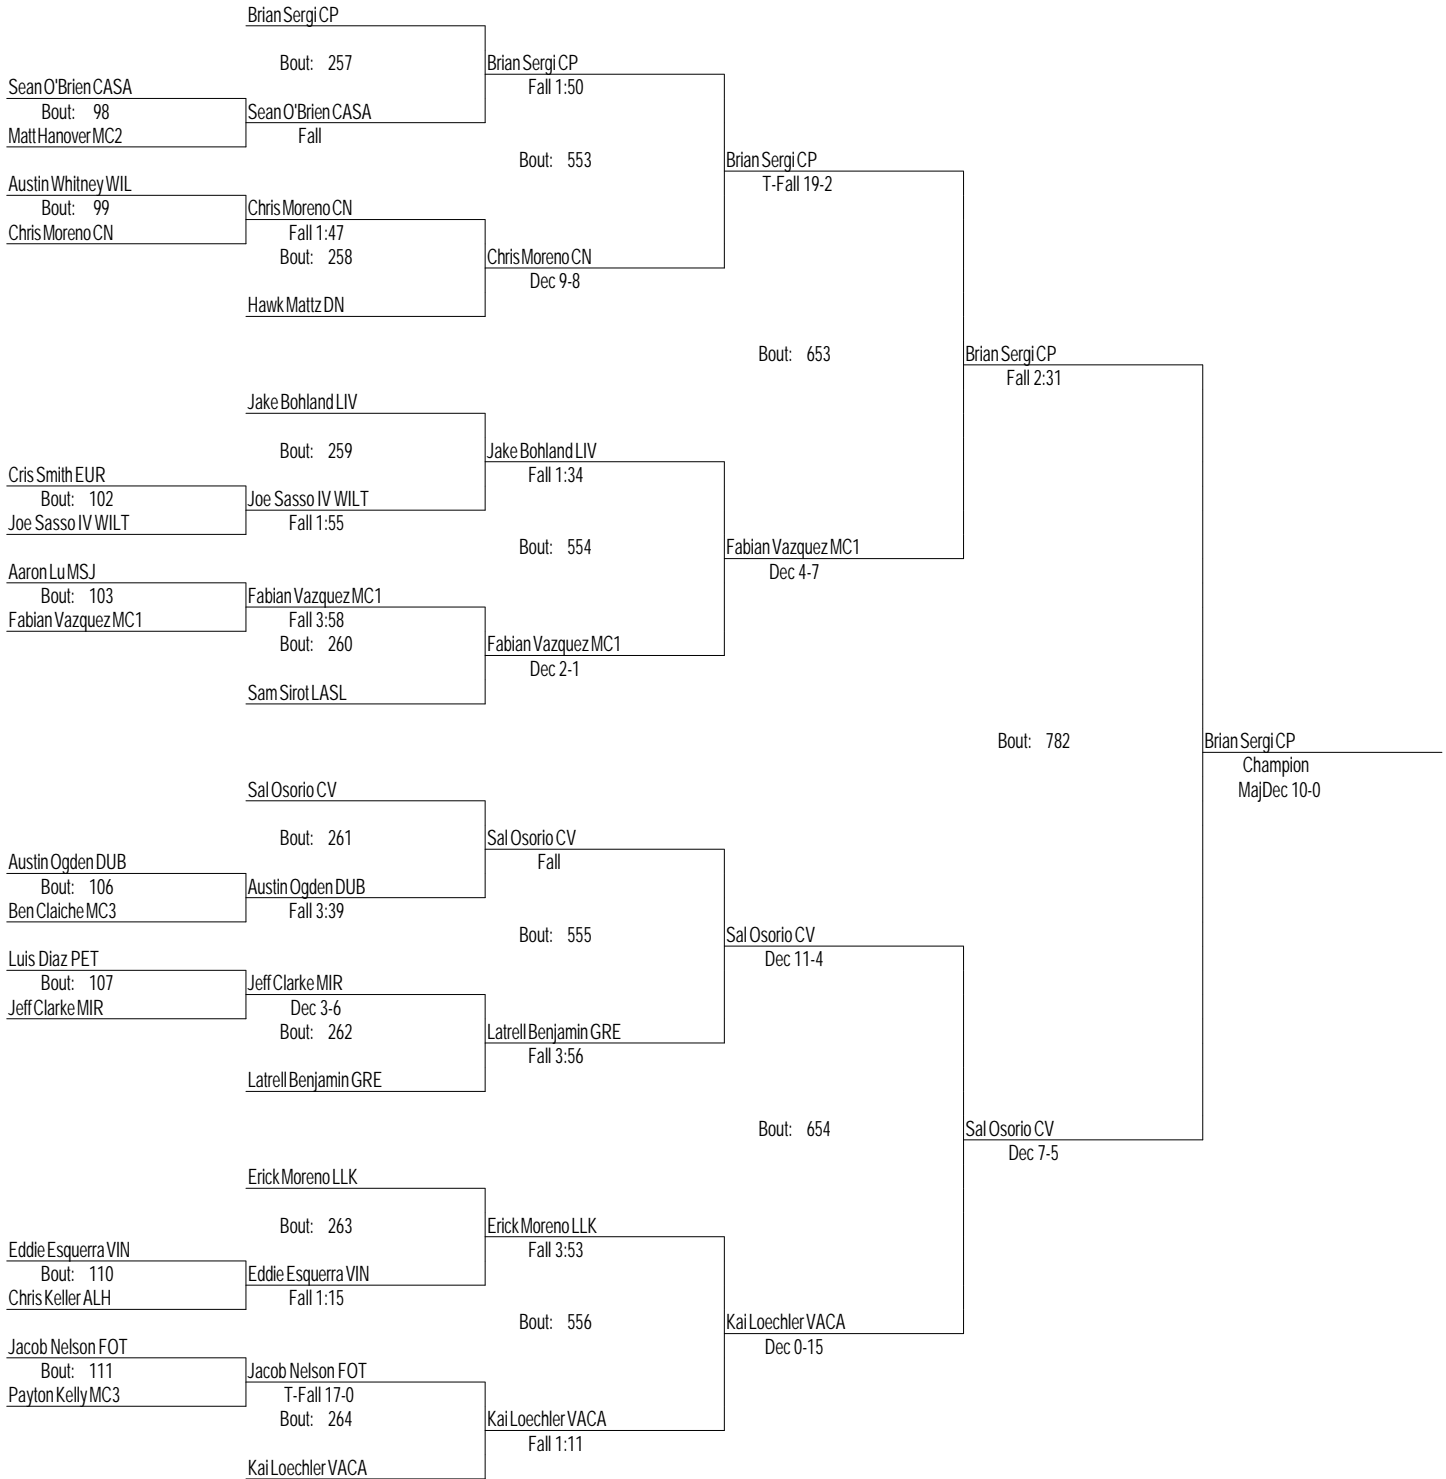 Brian Sergi CP
Bout: 257
Brian Sergi CP
Sean O'Brien CASA
Fall 1:50
Bout: 98
Sean O'Brien CASA
Matt Hanover MC2
Fall
Bout: 553
Brian Sergi CP
Austin Whitney WIL
T-Fall 19-2
Bout: 99
Chris Moreno CN
Chris Moreno CN
Fall 1:47
Bout: 258
Chris Moreno CN
Dec 9-8
Hawk Mattz DN
Bout: 653
Brian Sergi CP
Fall 2:31
Jake Bohland LIV
Bout: 259
Jake Bohland LIV
Cris Smith EUR
Fall 1:34
Bout: 102
Joe Sasso IV WILT
Joe Sasso IV WILT
Fall 1:55
Bout: 554
Fabian Vazquez MC1
Aaron Lu MSJ
Dec 4-7
Bout: 103
Fabian Vazquez MC1
Fabian Vazquez MC1
Fall 3:58
Bout: 260
Fabian Vazquez MC1
Dec 2-1
Sam Sirot LASL
Bout: 782
Brian Sergi CP
Champion
MajDec 10-0
Sal Osorio CV
Bout: 261
Sal Osorio CV
Austin Ogden DUB
Fall
Bout: 106
Austin Ogden DUB
Ben Claiche MC3
Fall 3:39
Bout: 555
Sal Osorio CV
Luis Diaz PET
Dec 11-4
Bout: 107
Jeff Clarke MIR
Jeff Clarke MIR
Dec 3-6
Bout: 262
Latrell Benjamin GRE
Fall 3:56
Latrell Benjamin GRE
Bout: 654
Sal Osorio CV
Dec 7-5
Erick Moreno LLK
Bout: 263
Erick Moreno LLK
Eddie Esquerra VIN
Fall 3:53
Bout: 110
Eddie Esquerra VIN
Chris Keller ALH
Fall 1:15
Bout: 556
Kai Loechler VACA
Jacob Nelson FOT
Dec 0-15
Bout: 111
Jacob Nelson FOT
Payton Kelly MC3
T-Fall 17-0
Bout: 264
Kai Loechler VACA
Fall 1:11
Kai Loechler VACA